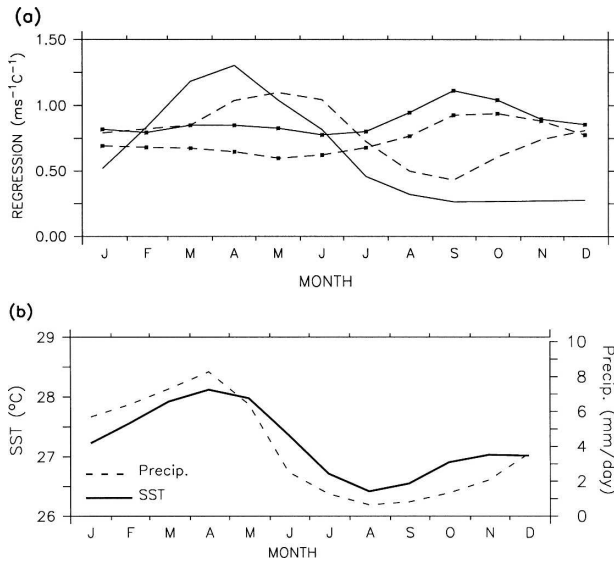 (a)
1.50
1.00
0.50
0.00
REGRESSION (ms⁻¹C⁻¹)
J F M A M J J A S O N D
MONTH
(b)
29
28
27
26
SST (°C)
10
8
6
4
2
0
Precip. (mm/day)
Precip.
SST
J F M A M J J A S O N D
MONTH